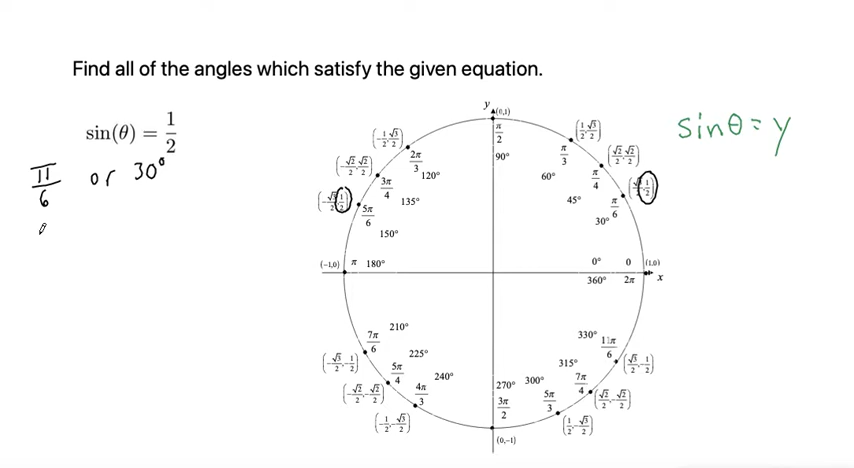 Find all of the angles which satisfy the given equation.
sin(θ) = 1/2
π/6 or 30°
sinθ = y
y
(0,1)
π/2
90°
(1/2, √3/2)
π/3
60°
(√2/2, √2/2)
π/4
45°
(√3/2, 1/2)
π/6
30°
(-1/2, √3/2)
2π/3
120°
(-√2/2, √2/2)
3π/4
135°
(-√3/2, 1/2)
5π/6
150°
(-1,0) π 180°
0° 0 (1,0)
360° 2π x
7π/6
210°
(-√3/2, -1/2)
5π/4
225°
(-√2/2, -√2/2)
4π/3
240°
(-1/2, -√3/2)
270°
3π/2
(0,-1)
300°
5π/3
(1/2, -√3/2)
315°
7π/4
(√2/2, -√2/2)
330°
11π/6
(√3/2, -1/2)